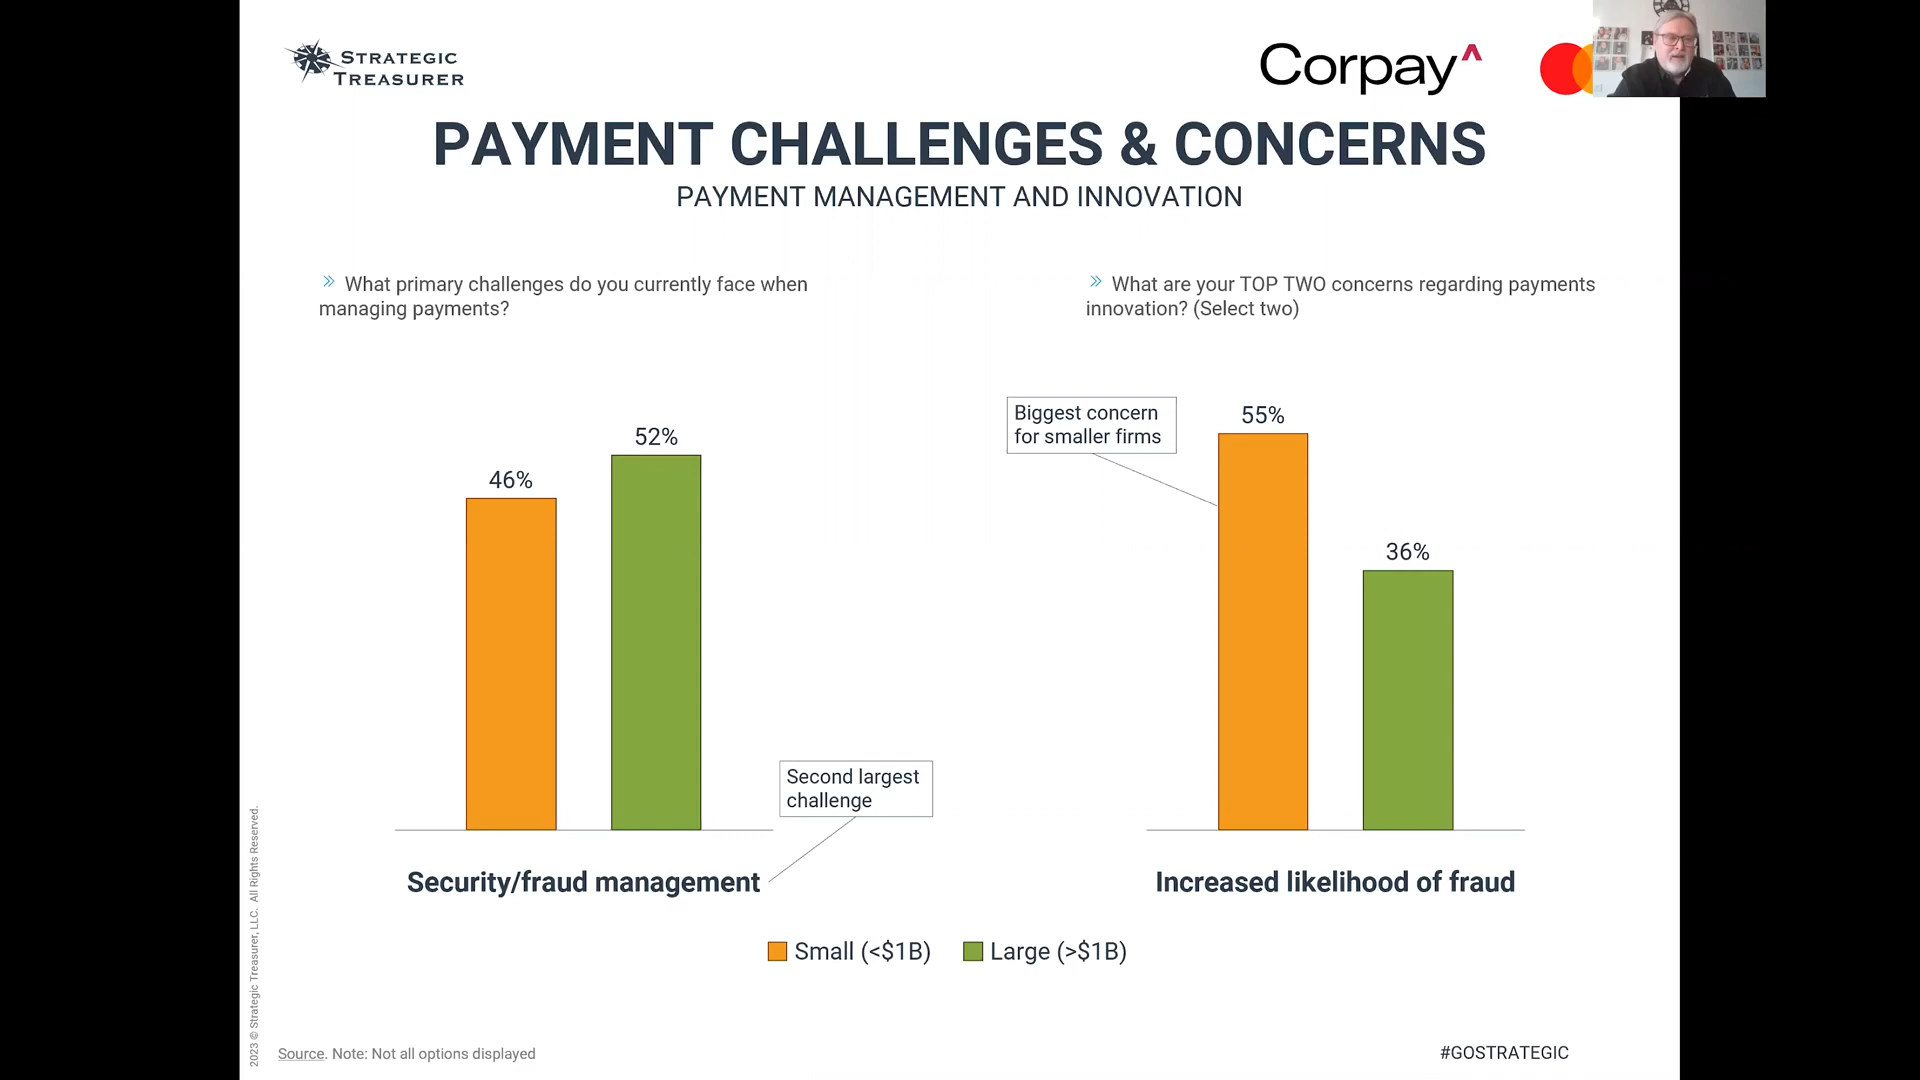 STRATEGIC
TREASURER
Corpay^
PAYMENT CHALLENGES & CONCERNS
PAYMENT MANAGEMENT AND INNOVATION
» What primary challenges do you currently face when
managing payments?
» What are your TOP TWO concerns regarding payments
innovation? (Select two)
46%
52%
Second largest
challenge
Security/fraud management
Biggest concern
for smaller firms
55%
36%
Increased likelihood of fraud
Small (<$1B)
Large (>$1B)
2023 © Strategic Treasurer, LLC. All Rights Reserved.
Source. Note: Not all options displayed
#GOSTRATEGIC